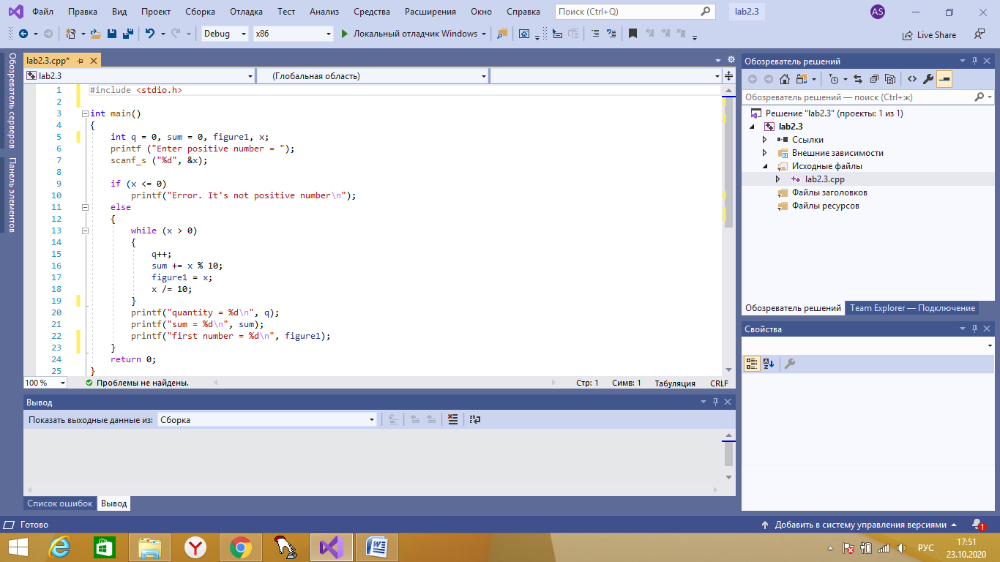 Файл Правка Вид Проект Сборка Отладка Тест Анализ Средства Расширения Окно Справка Поиск (Ctrl+Q) lab2.3 AS
Debug x86 Локальный отладчик Windows Live Share
Обозреватель серверов
Панель элементов
lab2.3.cpp*
lab2.3 (Глобальная область)
1 #include <stdio.h>
2
3 int main()
4 {
5 int q = 0, sum = 0, figure1, x;
6 printf ("Enter positive number = ");
7 scanf_s ("%d", &x);
8
9 if (x <= 0)
10 printf("Error. It's not positive number\n");
11 else
12 {
13 while (x > 0)
14 {
15 q++;
16 sum += x % 10;
17 figure1 = x;
18 x /= 10;
19 }
20 printf("quantity = %d\n", q);
21 printf("sum = %d\n", sum);
22 printf("first number = %d\n", figure1);
23 }
24 return 0;
25 }
100 % Проблемы не найдены. Стр: 1 Симв: 1 Табуляция CRLF
Вывод
Показать выходные данные из: Сборка
Список ошибок Вывод
Обозреватель решений
Обозреватель решений — поиск (Ctrl+ж)
Решение "lab2.3" (проекты: 1 из 1)
lab2.3
Ссылки
Внешние зависимости
Исходные файлы
lab2.3.cpp
Файлы заголовков
Файлы ресурсов
Обозреватель решений Team Explorer — Подключение
Свойства
Готово Добавить в систему управления версиями 1
РУС
17:51
23.10.2020